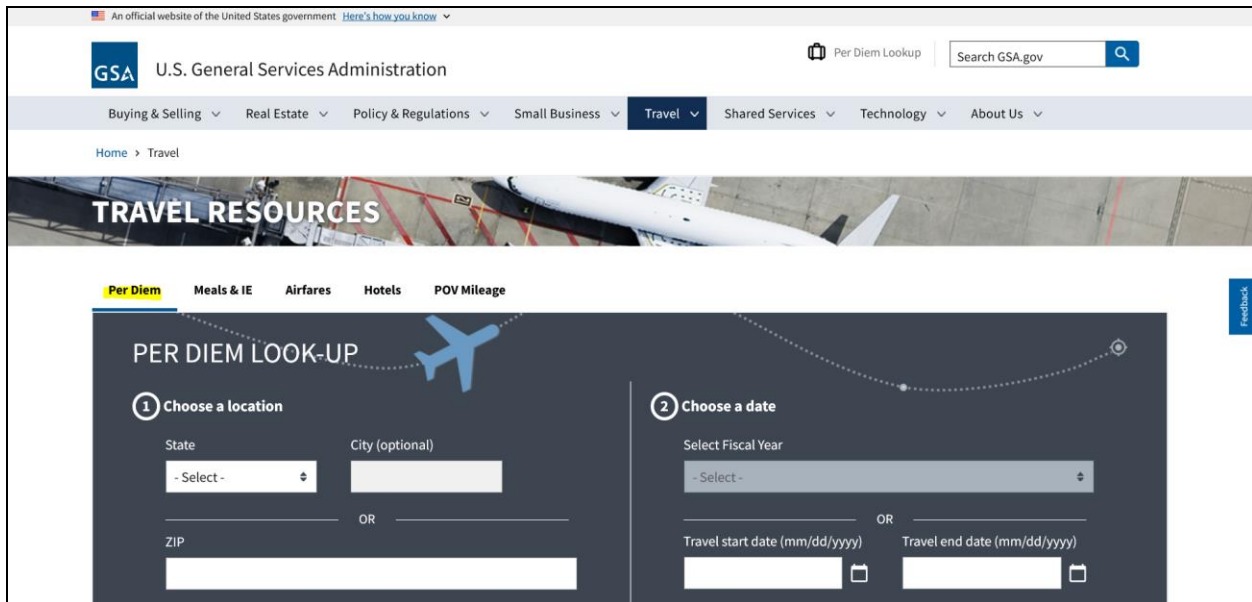 An official website of the United States government Here's how you know
GSA
U.S. General Services Administration
Per Diem Lookup
Search GSA.gov
Buying & Selling Real Estate Policy & Regulations Small Business Travel Shared Services Technology About Us
Home > Travel
TRAVEL RESOURCES
Per Diem Meals & IE Airfares Hotels POV Mileage
Feedback
PER DIEM LOOK-UP
1 Choose a location
State City (optional)
- Select -
OR
ZIP
2 Choose a date
Select Fiscal Year
- Select -
OR
Travel start date (mm/dd/yyyy) Travel end date (mm/dd/yyyy)